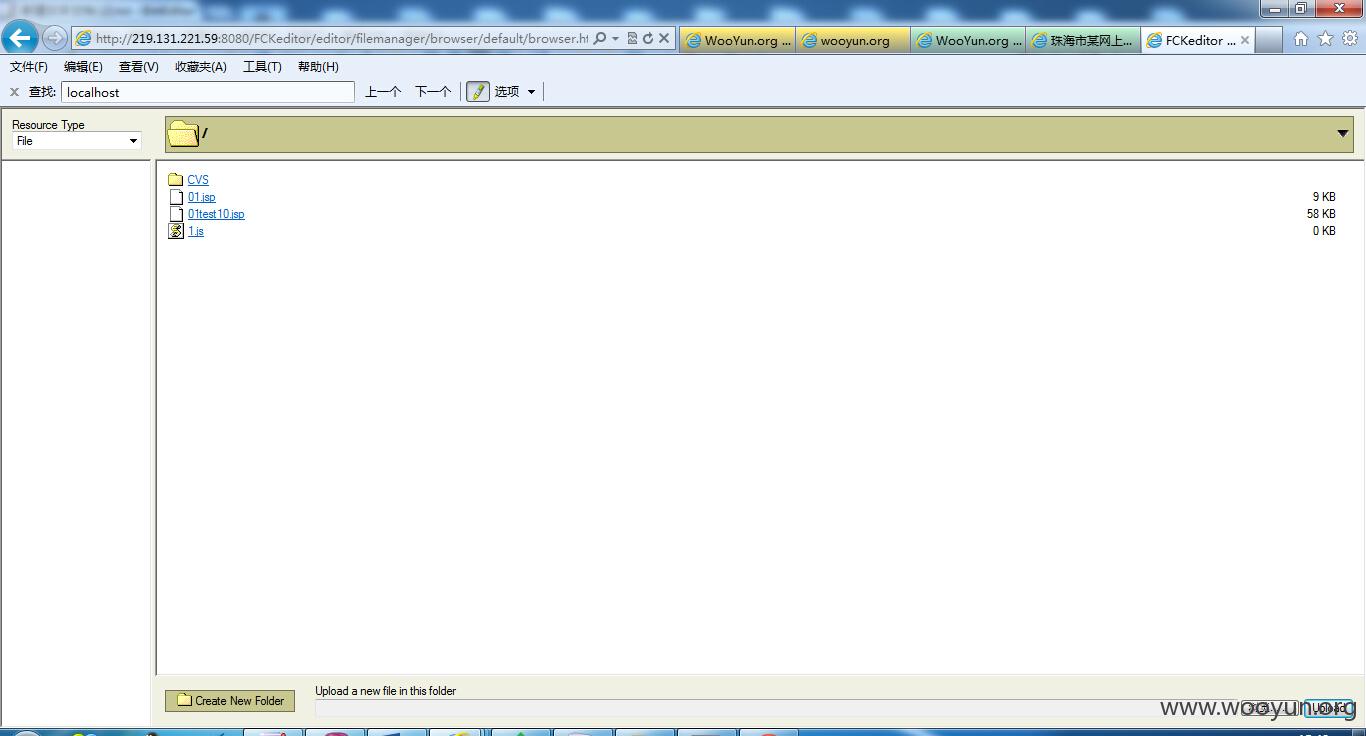 http://219.131.221.59:8080/FCKeditor/editor/filemanager/browser/default/browser.ht
WooYun.org ...
wooyun.org
WooYun.org ...
珠海市某网上...
FCKeditor ...
文件(F) 编辑(E) 查看(V) 收藏夹(A) 工具(T) 帮助(H)
查找: localhost 上一个 下一个 选项
Resource Type
File
/
CVS
01.jsp 9 KB
01test10.jsp 58 KB
1.js 0 KB
Create New Folder
Upload a new file in this folder
Upload
www.wooyun.org